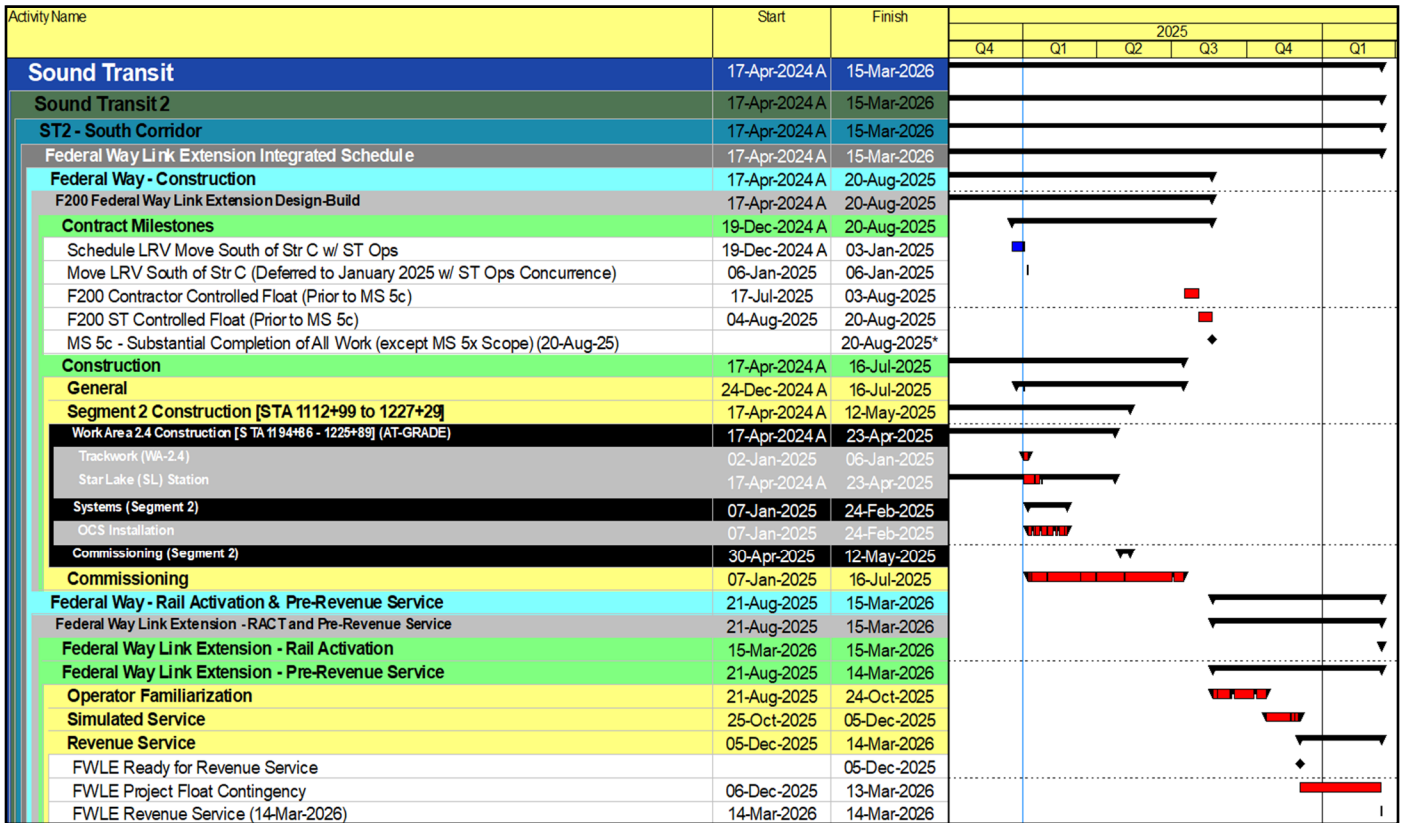 Activity Name Start Finish
2025
Q4 Q1 Q2 Q3 Q4 Q1
Sound Transit 17-Apr-2024 A 15-Mar-2026
Sound Transit 2 17-Apr-2024 A 15-Mar-2026
ST2 - South Corridor 17-Apr-2024 A 15-Mar-2026
Federal Way Link Extension Integrated Schedule 17-Apr-2024 A 15-Mar-2026
Federal Way - Construction 17-Apr-2024 A 20-Aug-2025
F200 Federal Way Link Extension Design-Build 17-Apr-2024 A 20-Aug-2025
Contract Milestones 19-Dec-2024 A 20-Aug-2025
Schedule LRV Move South of Str C w/ ST Ops 19-Dec-2024 A 03-Jan-2025
Move LRV South of Str C (Deferred to January 2025 w/ ST Ops Concurrence) 06-Jan-2025 06-Jan-2025
F200 Contractor Controlled Float (Prior to MS 5c) 17-Jul-2025 03-Aug-2025
F200 ST Controlled Float (Prior to MS 5c) 04-Aug-2025 20-Aug-2025
MS 5c - Substantial Completion of All Work (except MS 5x Scope) (20-Aug-25) 20-Aug-2025*
Construction 17-Apr-2024 A 16-Jul-2025
General 24-Dec-2024 A 16-Jul-2025
Segment 2 Construction [STA 1112+99 to 1227+29] 17-Apr-2024 A 12-May-2025
Work Area 2.4 Construction [STA 1194+86 - 1225+89] (AT-GRADE) 17-Apr-2024 A 23-Apr-2025
Trackwork (WA-2.4) 02-Jan-2025 06-Jan-2025
Star Lake (SL) Station 17-Apr-2024 A 23-Apr-2025
Systems (Segment 2) 07-Jan-2025 24-Feb-2025
OCS Installation 07-Jan-2025 24-Feb-2025
Commissioning (Segment 2) 30-Apr-2025 12-May-2025
Commissioning 07-Jan-2025 16-Jul-2025
Federal Way - Rail Activation & Pre-Revenue Service 21-Aug-2025 15-Mar-2026
Federal Way Link Extension - RACT and Pre-Revenue Service 21-Aug-2025 15-Mar-2026
Federal Way Link Extension - Rail Activation 15-Mar-2026 15-Mar-2026
Federal Way Link Extension - Pre-Revenue Service 21-Aug-2025 14-Mar-2026
Operator Familiarization 21-Aug-2025 24-Oct-2025
Simulated Service 25-Oct-2025 05-Dec-2025
Revenue Service 05-Dec-2025 14-Mar-2026
FWLE Ready for Revenue Service 05-Dec-2025
FWLE Project Float Contingency 06-Dec-2025 13-Mar-2026
FWLE Revenue Service (14-Mar-2026) 14-Mar-2026 14-Mar-2026